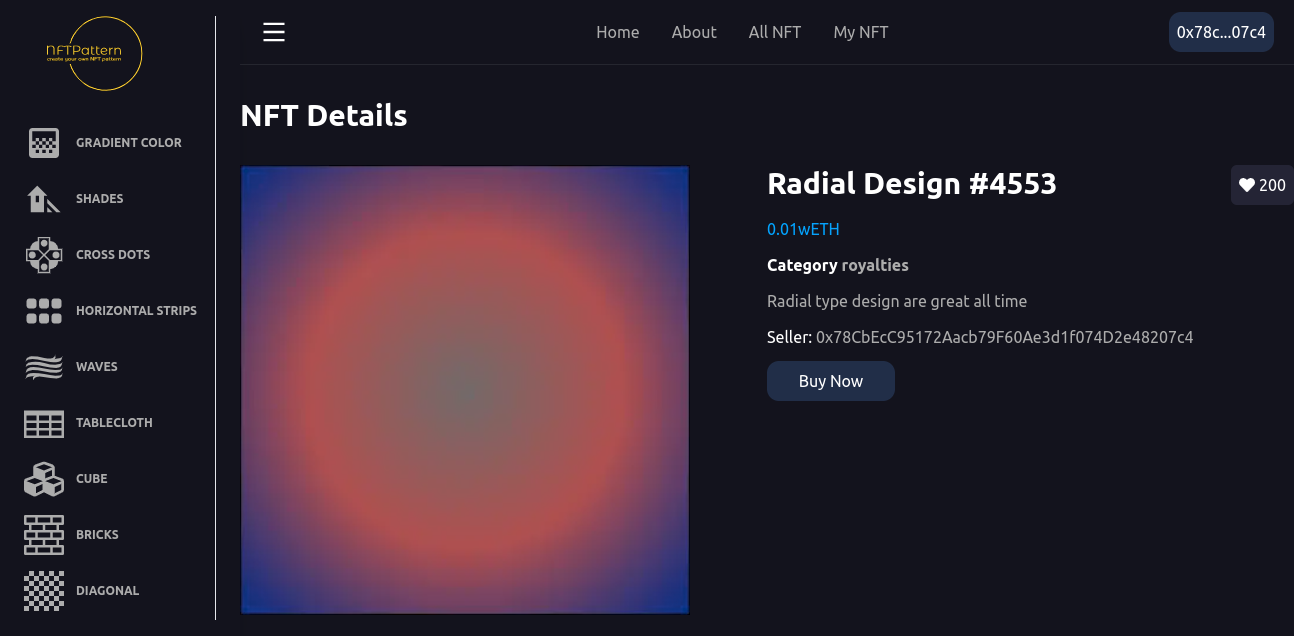 NFTPattern
create your own NFT pattern
GRADIENT COLOR
SHADES
CROSS DOTS
HORIZONTAL STRIPS
WAVES
TABLECLOTH
CUBE
BRICKS
DIAGONAL
Home About All NFT My NFT 0x78c...07c4
NFT Details
Radial Design #4553 200
0.01wETH
Category royalties
Radial type design are great all time
Seller: 0x78CbEcC95172Aacb79F60Ae3d1f074D2e48207c4
Buy Now